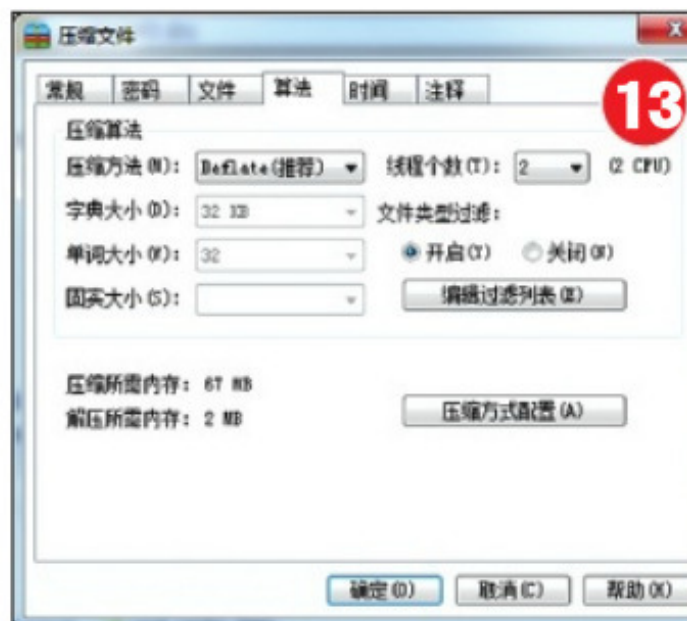 压缩文件
常规 密码 文件 算法 时间 注释
13
压缩算法
压缩方法(M): Deflate(推荐) 线程个数(T): 2 (2 CPU)
字典大小(D): 32 KB 文件类型过滤:
单词大小(W): 32 开启(Y) 关闭(N)
固实大小(S): 编辑过滤列表(E)
压缩所需内存: 67 MB
解压所需内存: 2 MB 压缩方式配置(A)
确定(O) 取消(C) 帮助(X)